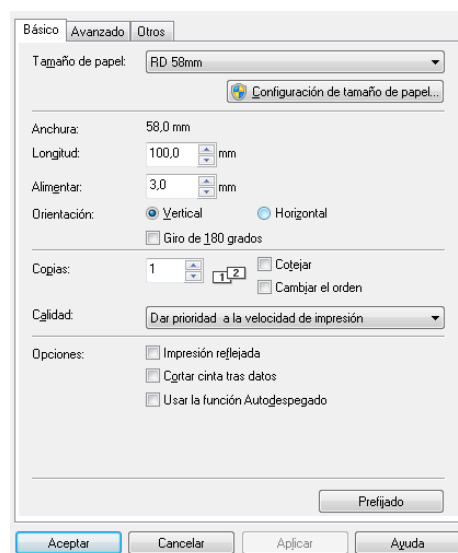 Básico Avanzado Otros
Tamaño de papel: RD 58mm
Configuración de tamaño de papel...
Anchura: 58,0 mm
Longitud: 100,0 mm
Alimentar: 3,0 mm
Orientación: Vertical Horizontal
Giro de 180 grados
Copias: 1 1 2 Cotejar
Cambiar el orden
Calidad: Dar prioridad a la velocidad de impresión
Opciones: Impresión reflejada
Cortar cinta tras datos
Usar la función Autodespegado
Prefijado
Aceptar Cancelar Aplicar Ayuda